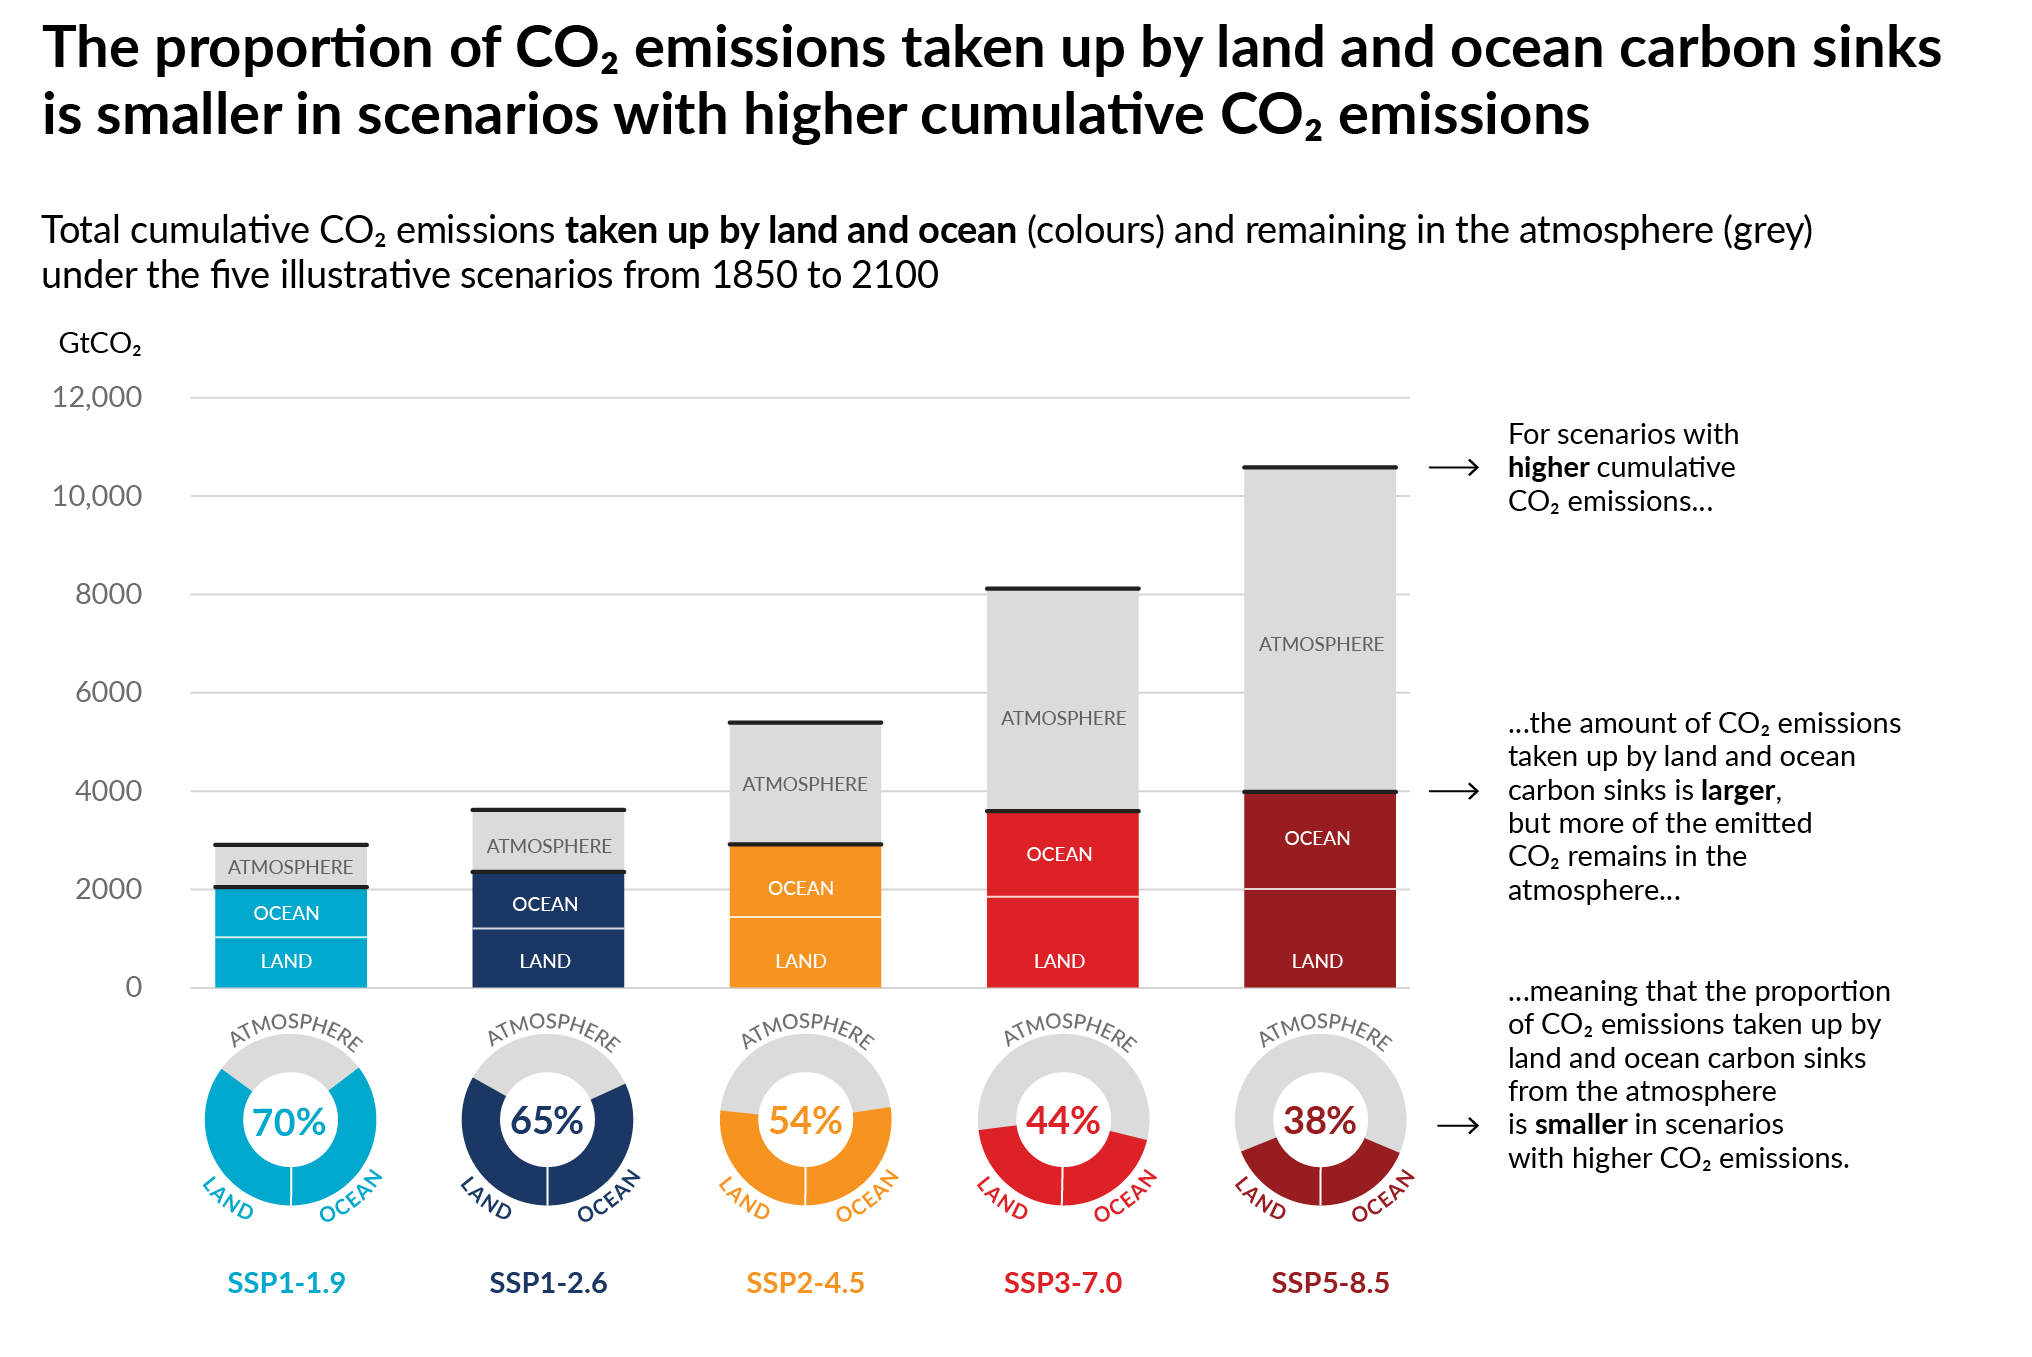 The proportion of CO₂ emissions taken up by land and ocean carbon sinks
is smaller in scenarios with higher cumulative CO₂ emissions
Total cumulative CO₂ emissions taken up by land and ocean (colours) and remaining in the atmosphere (grey)
under the five illustrative scenarios from 1850 to 2100
GtCO₂
12,000
10,000
8000
6000
4000
2000
0
ATMOSPHERE
OCEAN
LAND
ATMOSPHERE
OCEAN
LAND
ATMOSPHERE
OCEAN
LAND
ATMOSPHERE
OCEAN
LAND
ATMOSPHERE
OCEAN
LAND
For scenarios with
higher cumulative
CO₂ emissions...
...the amount of CO₂ emissions
taken up by land and ocean
carbon sinks is larger,
but more of the emitted
CO₂ remains in the
atmosphere...
...meaning that the proportion
of CO₂ emissions taken up by
land and ocean carbon sinks
from the atmosphere
is smaller in scenarios
with higher CO₂ emissions.
ATMOSPHERE
70%
LAND
OCEAN
SSP1-1.9
ATMOSPHERE
65%
LAND
OCEAN
SSP1-2.6
ATMOSPHERE
54%
LAND
OCEAN
SSP2-4.5
ATMOSPHERE
44%
LAND
OCEAN
SSP3-7.0
ATMOSPHERE
38%
LAND
OCEAN
SSP5-8.5